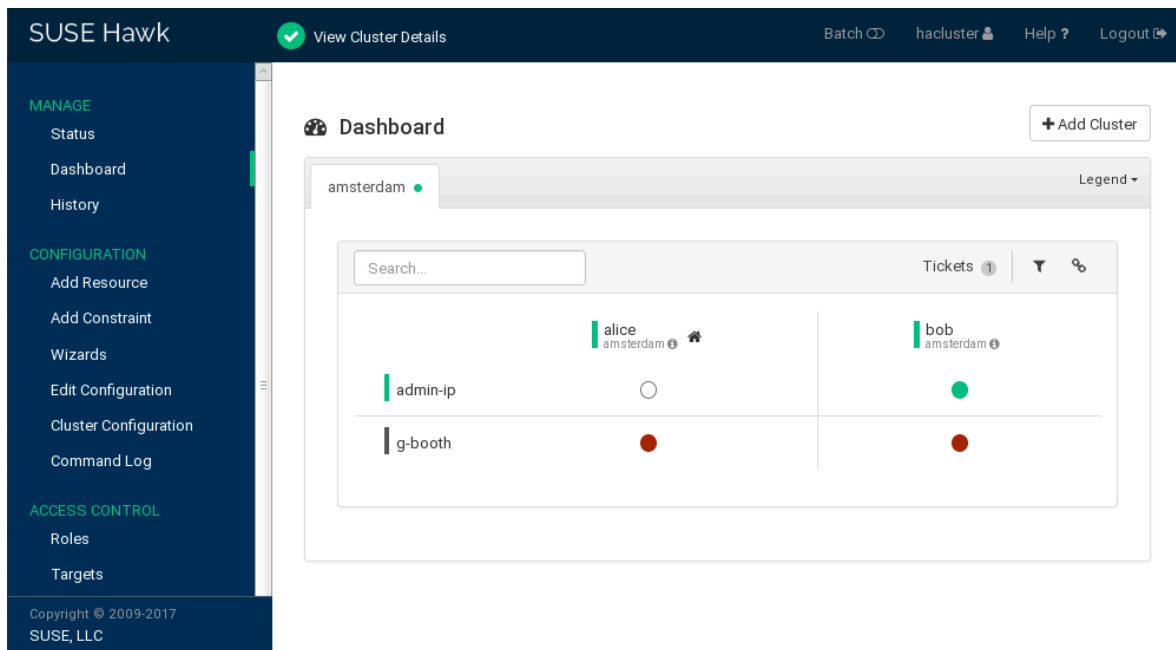 SUSE Hawk
View Cluster Details
Batch
hacluster
Help ?
Logout
MANAGE
Status
Dashboard
History
CONFIGURATION
Add Resource
Add Constraint
Wizards
Edit Configuration
Cluster Configuration
Command Log
ACCESS CONTROL
Roles
Targets
Copyright © 2009-2017
SUSE, LLC
Dashboard
+ Add Cluster
amsterdam
Legend
Search...
Tickets 1
alice
amsterdam
bob
amsterdam
admin-ip
g-booth